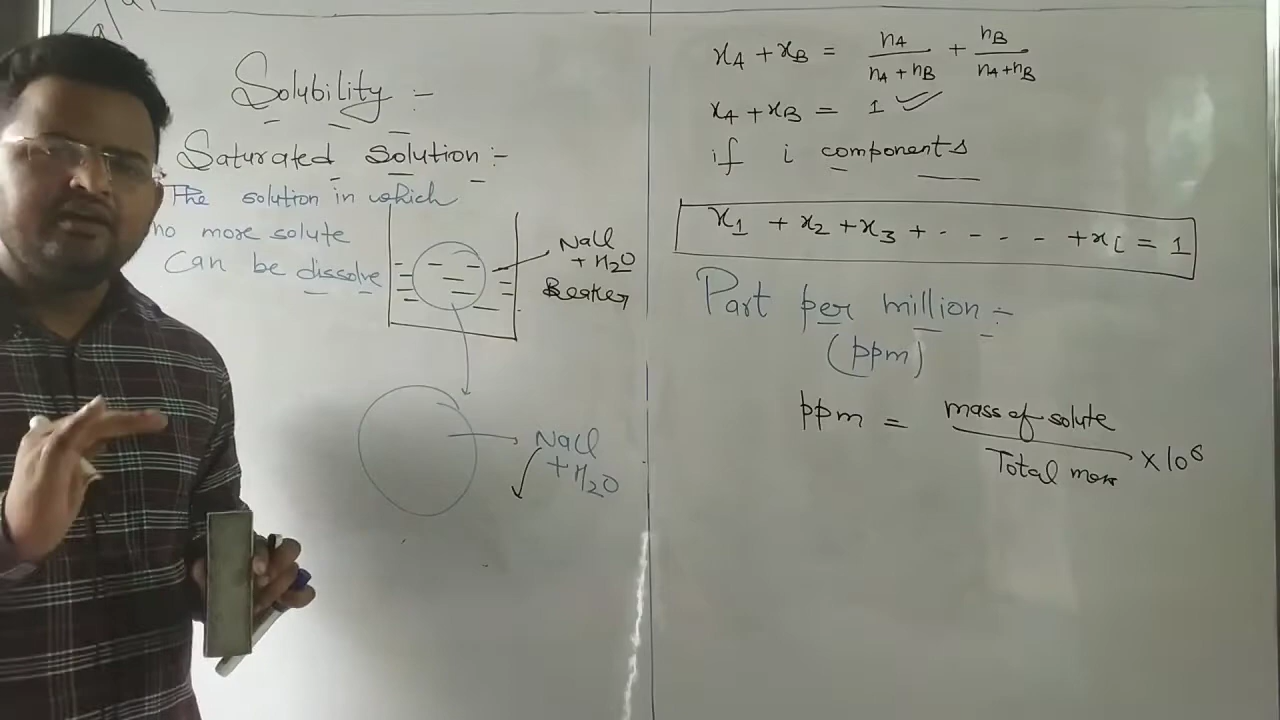 Solubility :-
Saturated Solution :-
The solution in which
no more solute
Can be dissolve
NaCl
+ H2O
Beaker
NaCl
+ H2O
xA + xB = nA / nA + nB + nB / nA+nB
xA + xB = 1
if i components
x1 + x2 + x3 + - - - - + xi = 1
Part per million :-
(ppm)
ppm = mass of solute / Total mass × 10⁶